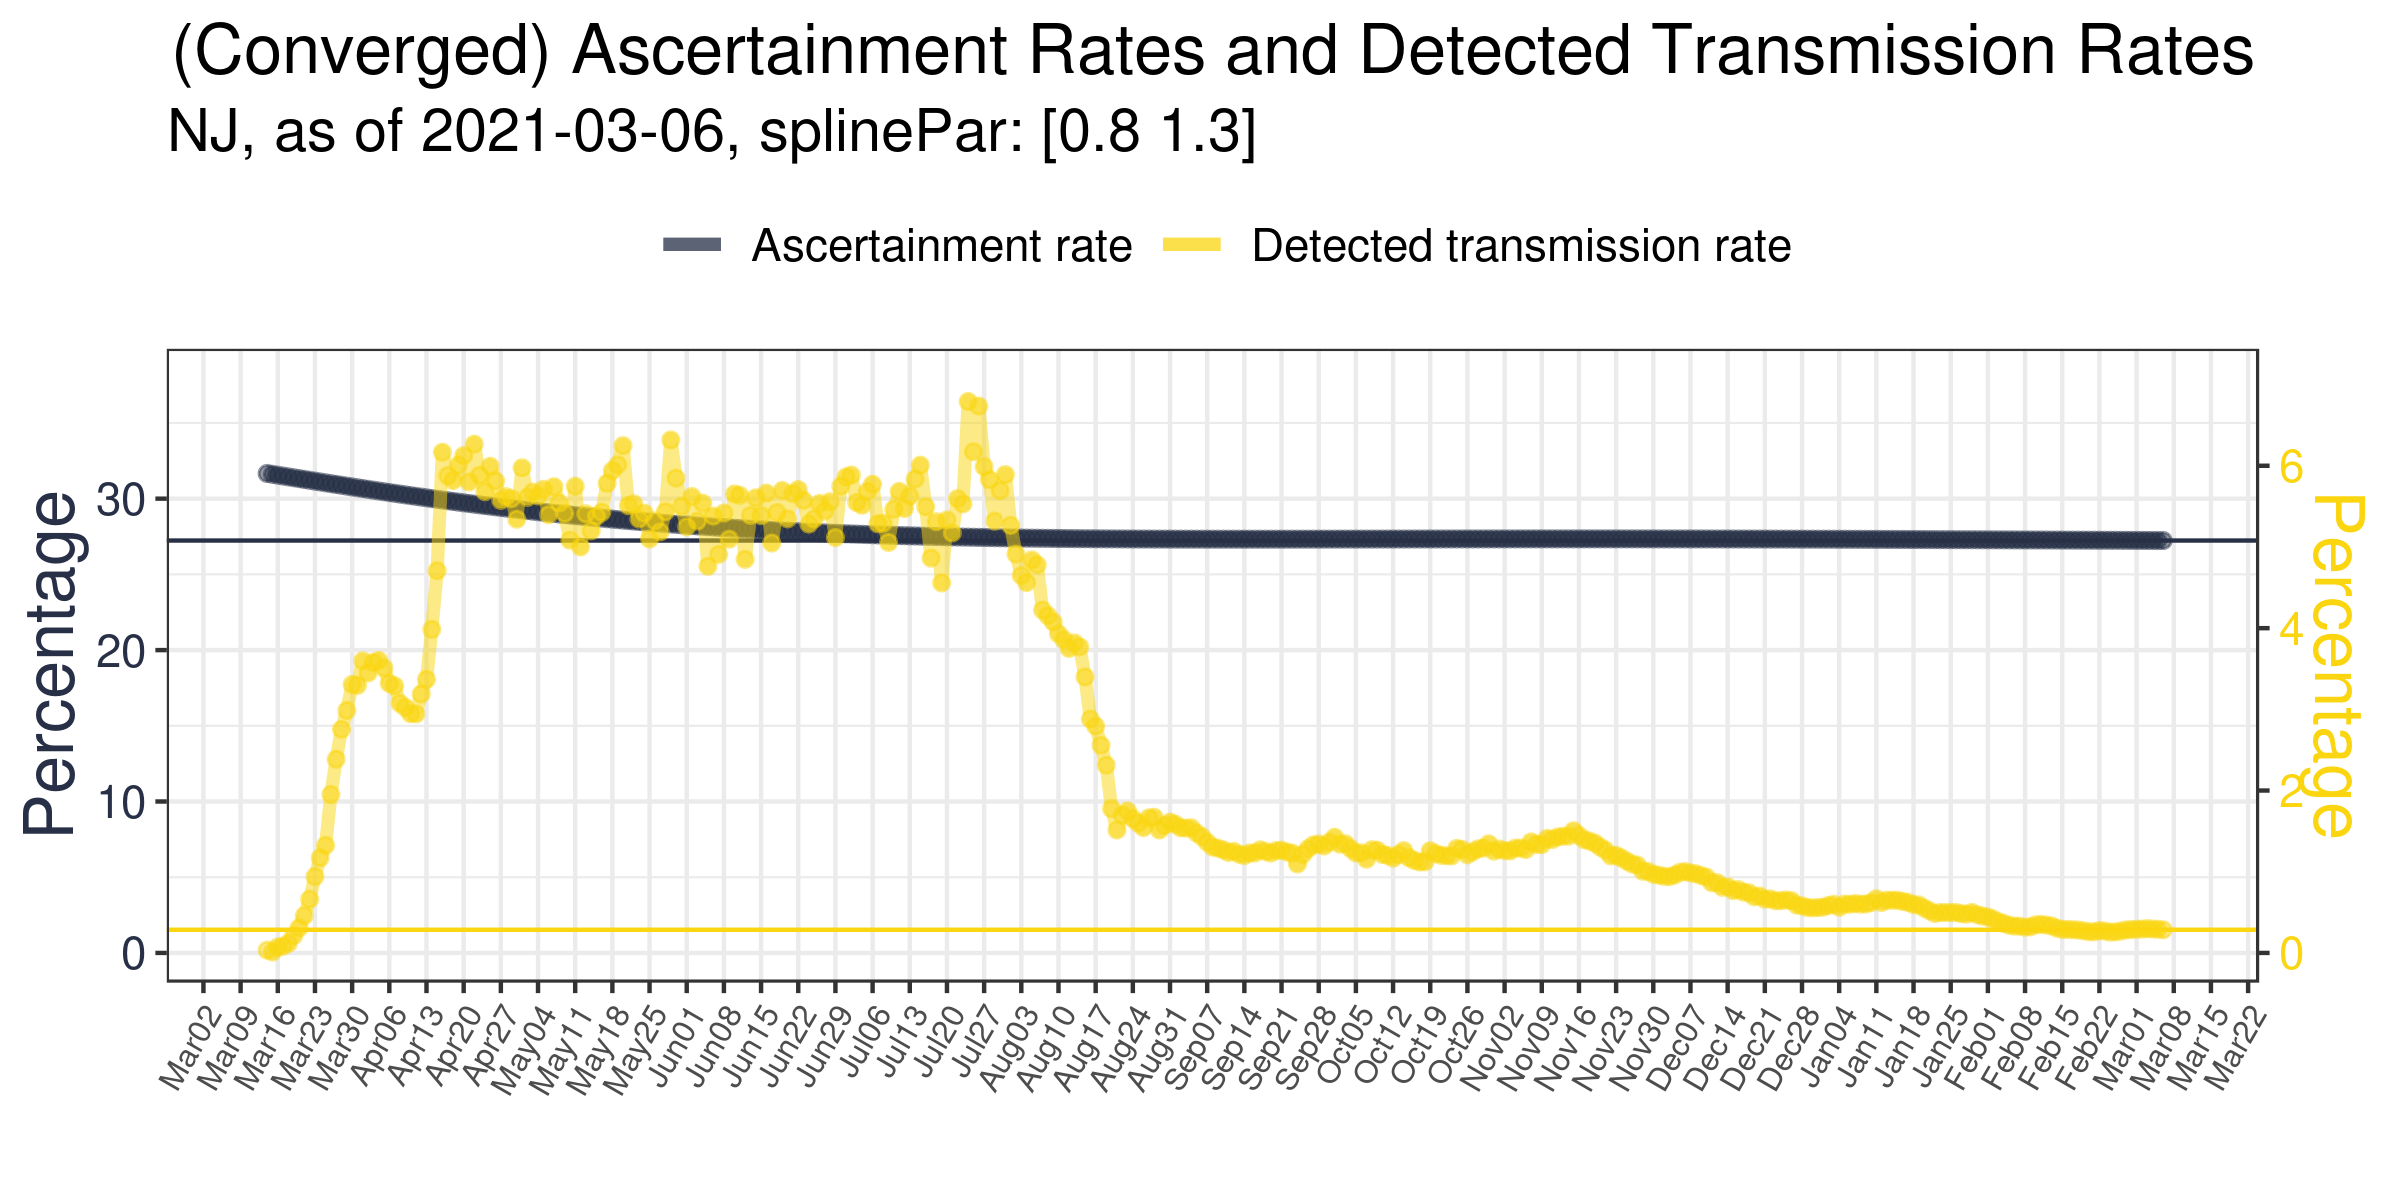 (Converged) Ascertainment Rates and Detected Transmission Rates
NJ, as of 2021-03-06, splinePar: [0.8 1.3]
Ascertainment rate Detected transmission rate
Percentage
30
20
10
0
6
4
2
0
Percentage
Mar02 Mar09 Mar16 Mar23 Mar30 Apr06 Apr13 Apr20 Apr27 May04 May11 May18 May25 Jun01 Jun08 Jun15 Jun22 Jun29 Jul06 Jul13 Jul20 Jul27 Aug03 Aug10 Aug17 Aug24 Aug31 Sep07 Sep14 Sep21 Sep28 Oct05 Oct12 Oct19 Oct26 Nov02 Nov09 Nov16 Nov23 Nov30 Dec07 Dec14 Dec21 Dec28 Jan04 Jan11 Jan18 Jan25 Feb01 Feb08 Feb15 Feb22 Mar01 Mar08 Mar15 Mar22